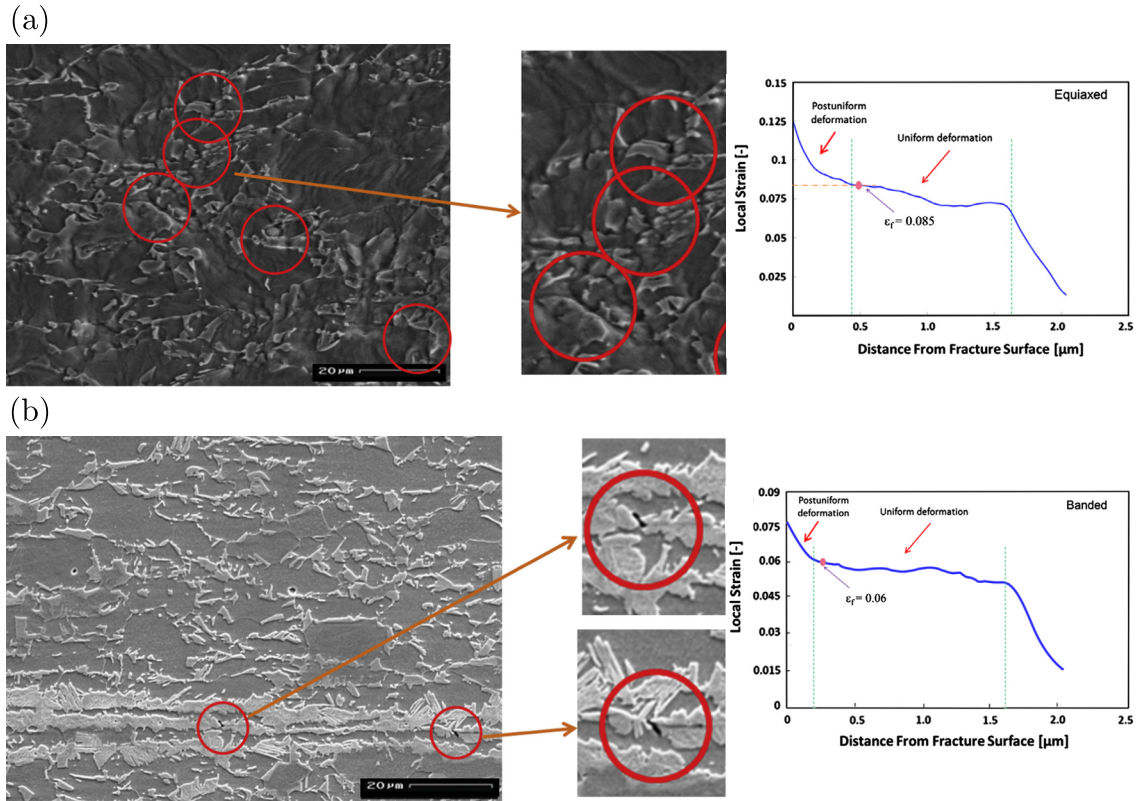 (a)
20 μm
0.15
0.125
0.1
0.075
0.05
0.025
Local Strain [-]
Equiaxed
Postuniform
deformation
Uniform deformation
εf = 0.085
0 0.5 1.0 1.5 2.0 2.5
Distance From Fracture Surface [μm]
(b)
20 μm
0.09
0.075
0.06
0.045
0.03
0.015
0
Local Strain [-]
Banded
Postuniform
deformation
Uniform deformation
εf = 0.06
0 0.5 1.0 1.5 2.0 2.5
Distance From Fracture Surface [μm]